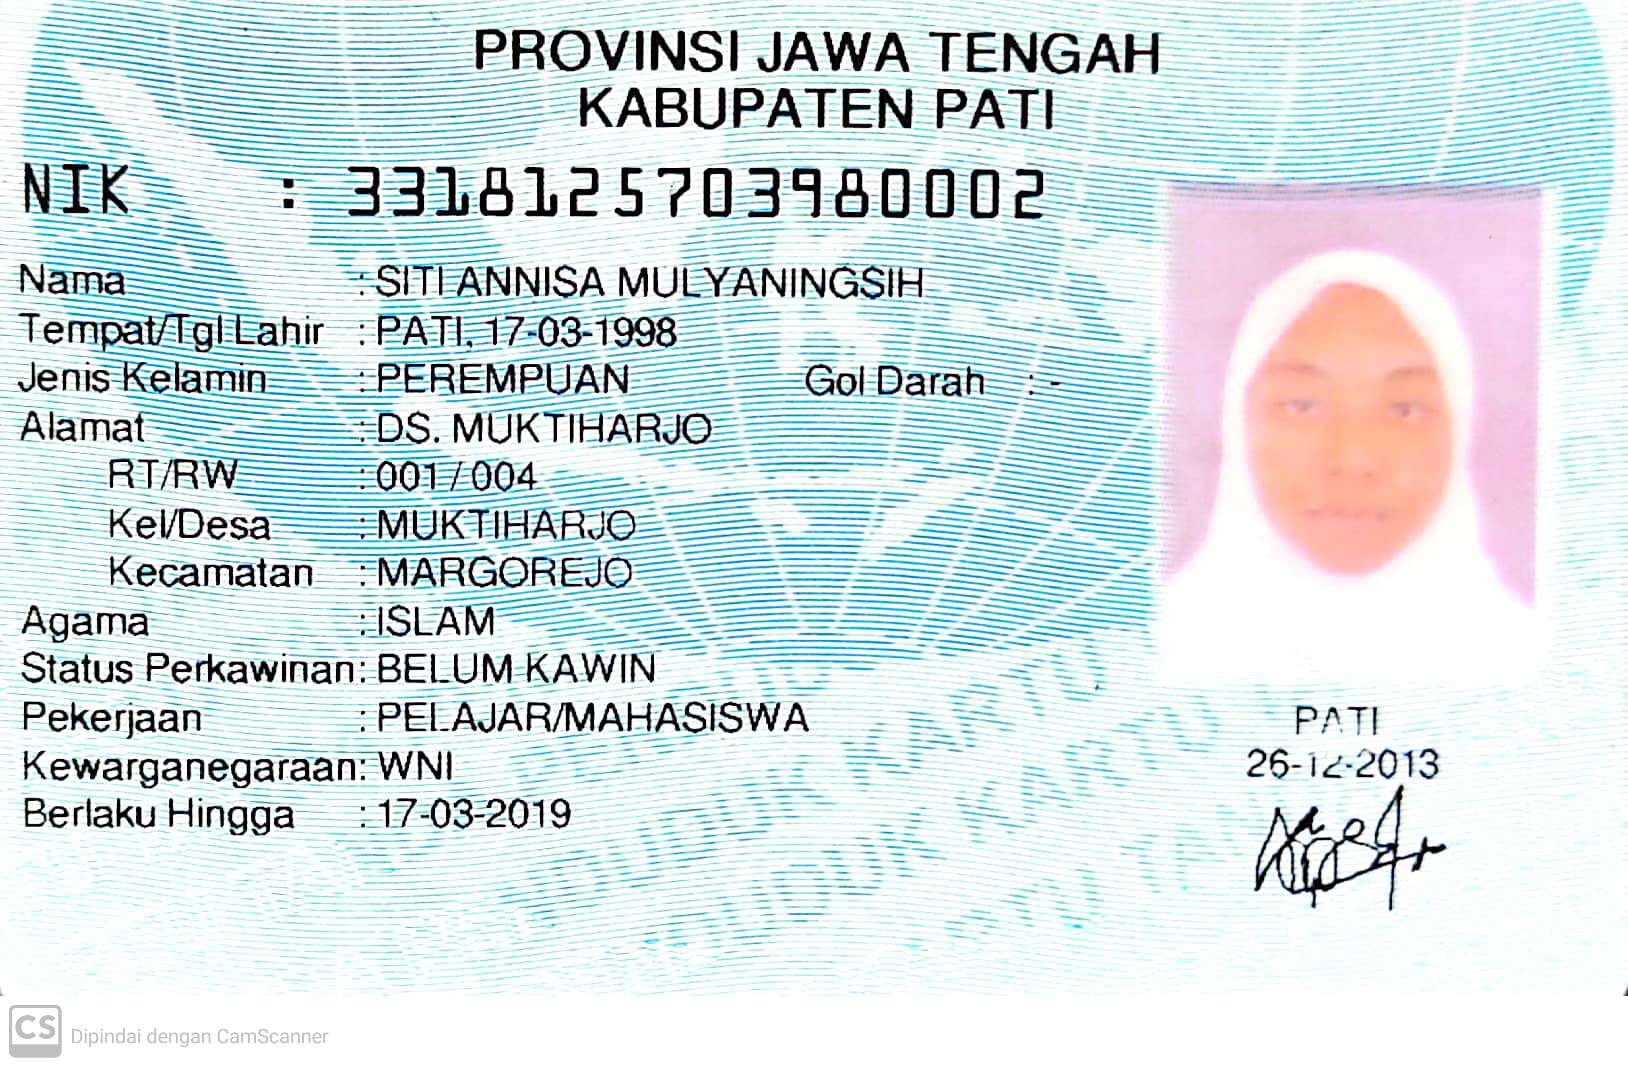 PROVINSI JAWA TENGAH
KABUPATEN PATI
NIK : 3318125703980002
Nama : SITI ANNISA MULYANINGSIH
Tempat/Tgl Lahir : PATI, 17-03-1998
Jenis Kelamin : PEREMPUAN Gol Darah : -
Alamat : DS. MUKTIHARJO
RT/RW : 001 / 004
Kel/Desa : MUKTIHARJO
Kecamatan : MARGOREJO
Agama : ISLAM
Status Perkawinan: BELUM KAWIN
Pekerjaan : PELAJAR/MAHASISWA
Kewarganegaraan: WNI
Berlaku Hingga : 17-03-2019
PATI
26-12-2013
CS Dipindai dengan CamScanner